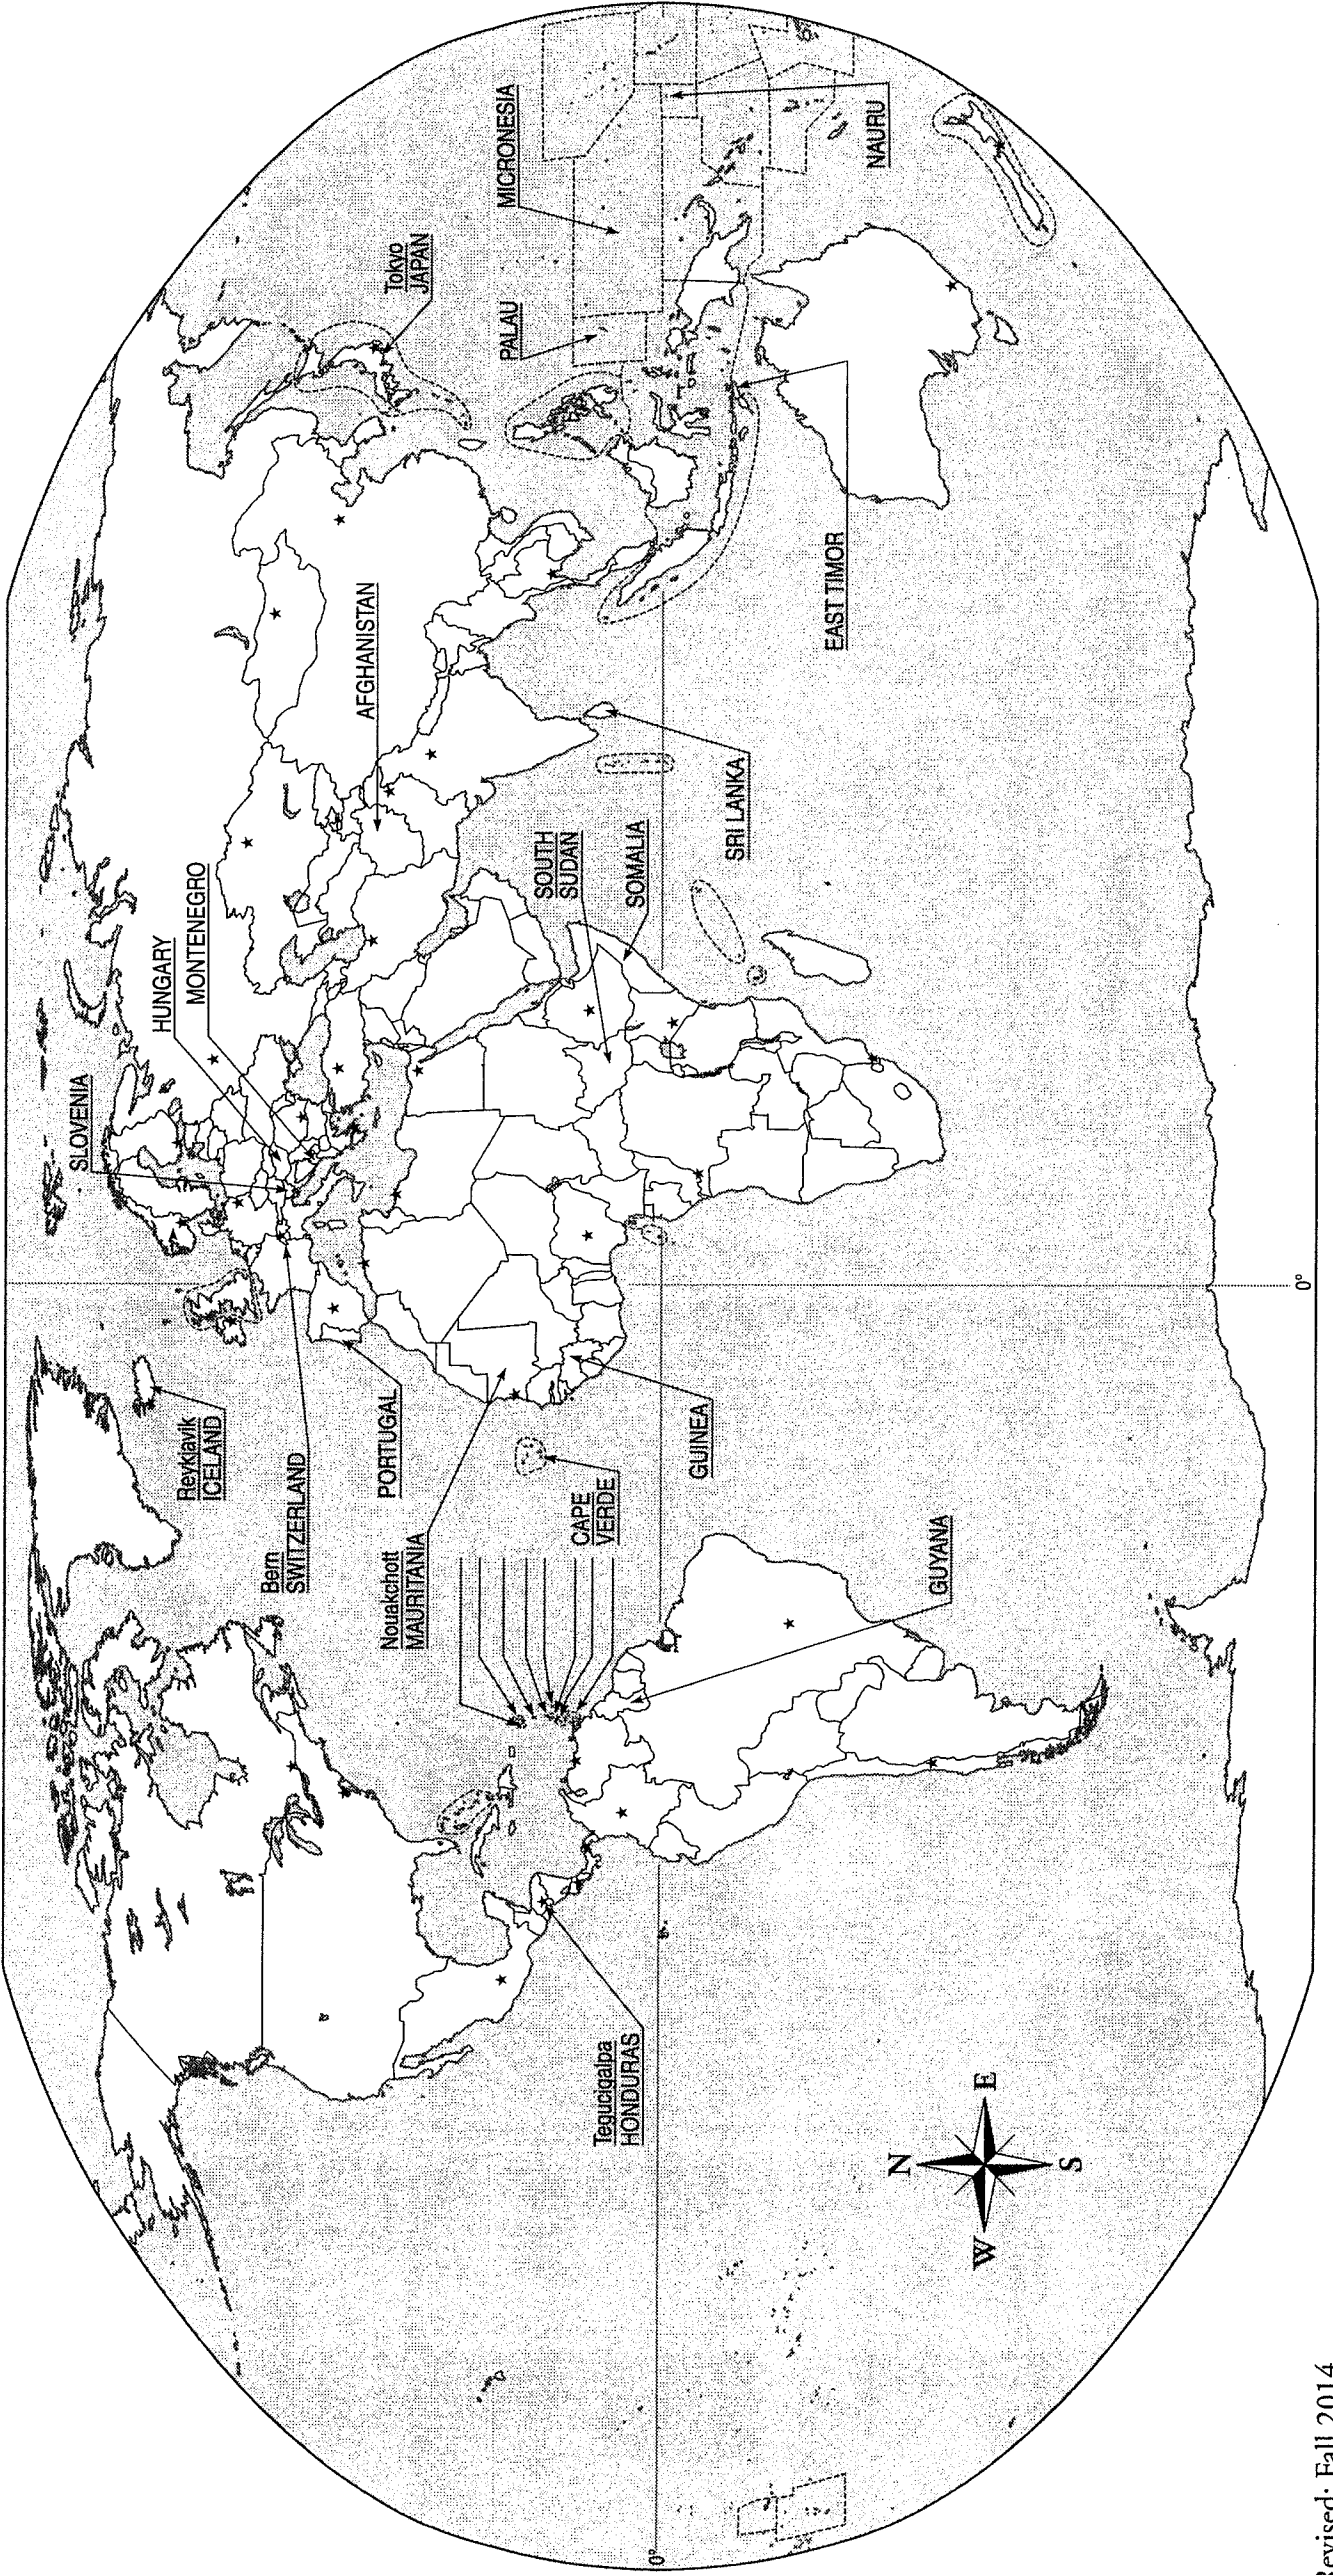 SLOVENIA
HUNGARY
MONTENEGRO
AFGHANISTAN
Tokyo
JAPAN
MICRONESIA
PALAU
NAURU
EAST TIMOR
SRI LANKA
SOUTH
SUDAN
SOMALIA
Reykjavik
ICELAND
Bern
SWITZERLAND
PORTUGAL
Nouakchott
MAURITANIA
CAPE
VERDE
GUINEA
GUYANA
Tegucigalpa
HONDURAS
N
W
E
S
0°
0°
Revised: Fall 2014